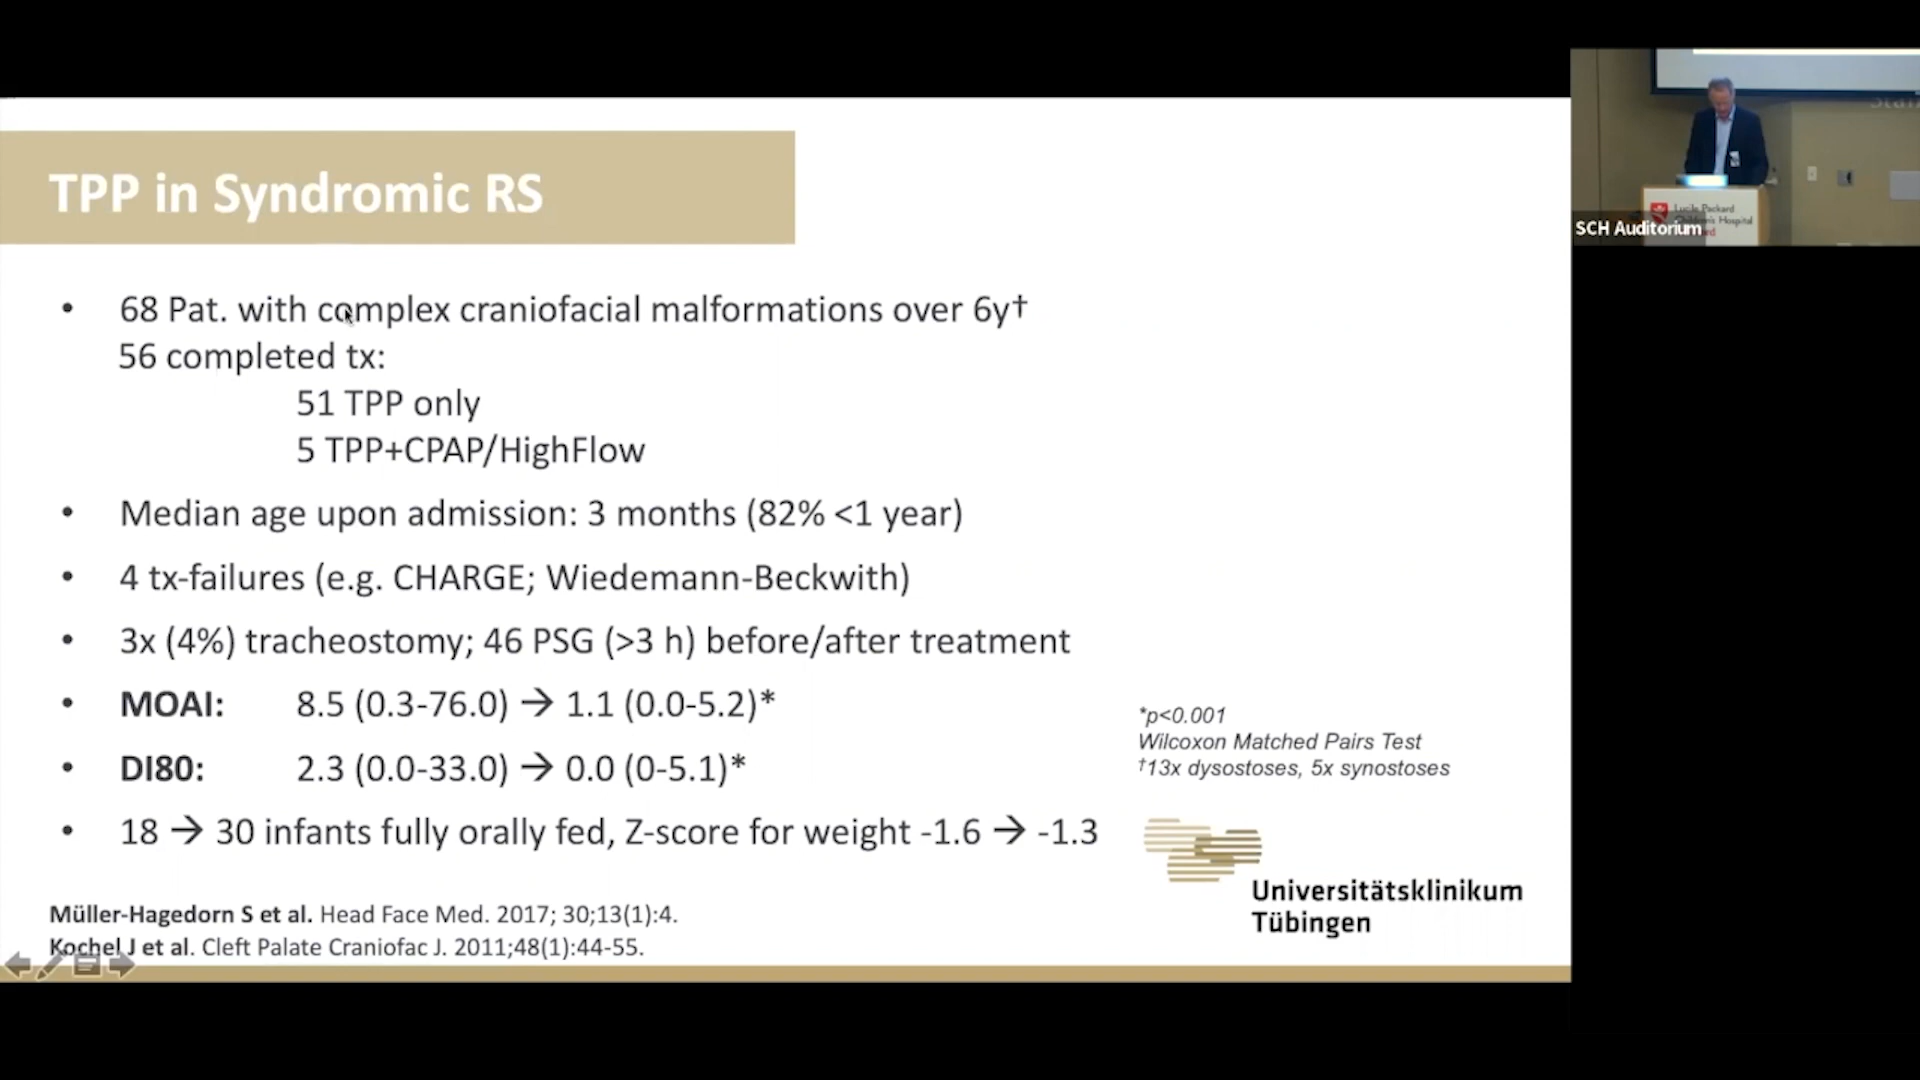 TPP in Syndromic RS
• 68 Pat. with complex craniofacial malformations over 6y†
56 completed tx:
51 TPP only
5 TPP+CPAP/HighFlow
• Median age upon admission: 3 months (82% <1 year)
• 4 tx-failures (e.g. CHARGE; Wiedemann-Beckwith)
• 3x (4%) tracheostomy; 46 PSG (>3 h) before/after treatment
• MOAI: 8.5 (0.3-76.0) → 1.1 (0.0-5.2)*
• DI80: 2.3 (0.0-33.0) → 0.0 (0-5.1)*
• 18 → 30 infants fully orally fed, Z-score for weight -1.6 → -1.3
*p<0.001
Wilcoxon Matched Pairs Test
†13x dysostoses, 5x synostoses
Universitätsklinikum
Tübingen
Müller-Hagedorn S et al. Head Face Med. 2017; 30;13(1):4.
Kochel J et al. Cleft Palate Craniofac J. 2011;48(1):44-55.
Lucile Packard
Children's Hospital
SCH Auditorium